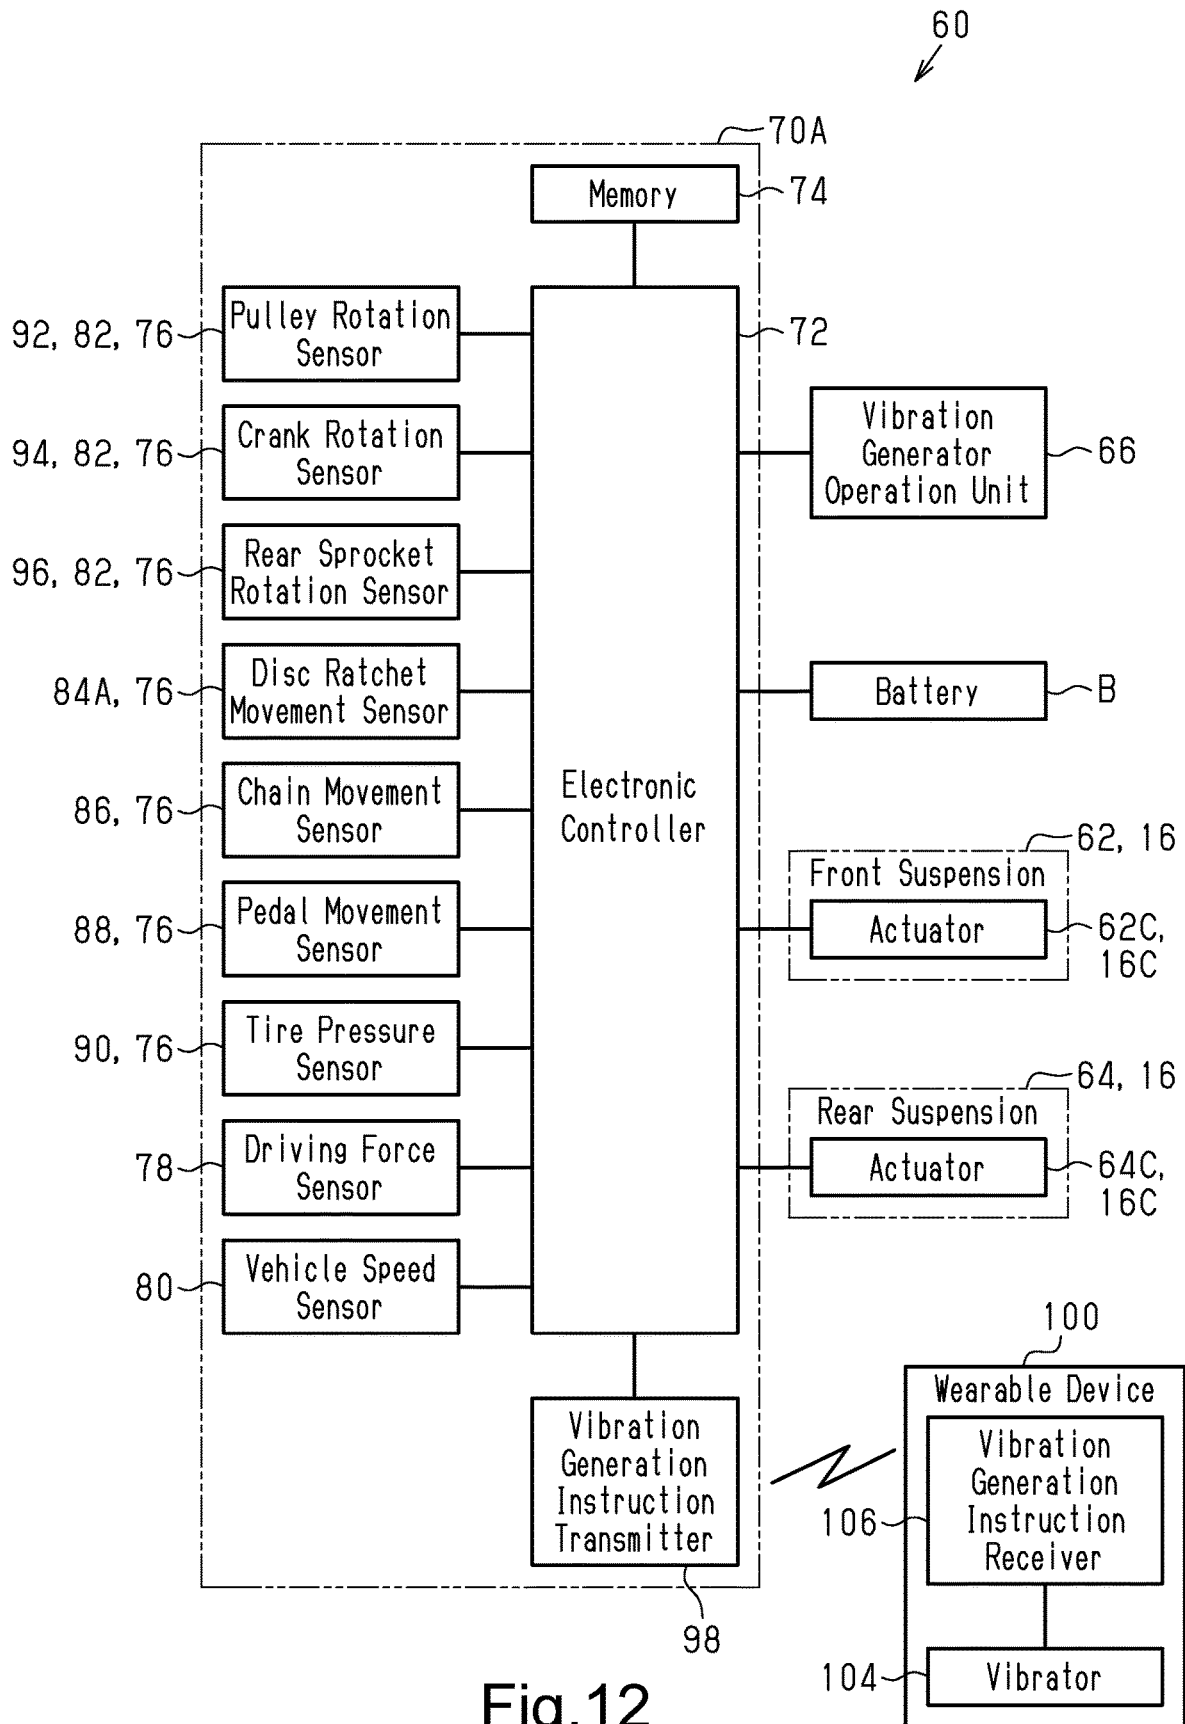 60
70A
Memory
74
Pulley Rotation
Sensor
92, 82, 76
72
Crank Rotation
Sensor
94, 82, 76
Vibration
Generator
Operation Unit
66
Rear Sprocket
Rotation Sensor
96, 82, 76
Disc Ratchet
Movement Sensor
84A, 76
Battery
B
Chain Movement
Sensor
86, 76
Electronic
Controller
62, 16
Front Suspension
Actuator
62C,
16C
Pedal Movement
Sensor
88, 76
Tire Pressure
Sensor
90, 76
64, 16
Rear Suspension
Actuator
64C,
16C
Driving Force
Sensor
78
Vehicle Speed
Sensor
80
100
Wearable Device
Vibration
Generation
Instruction
Transmitter
98
Vibration
Generation
Instruction
Receiver
106
104
Vibrator
Fig.12